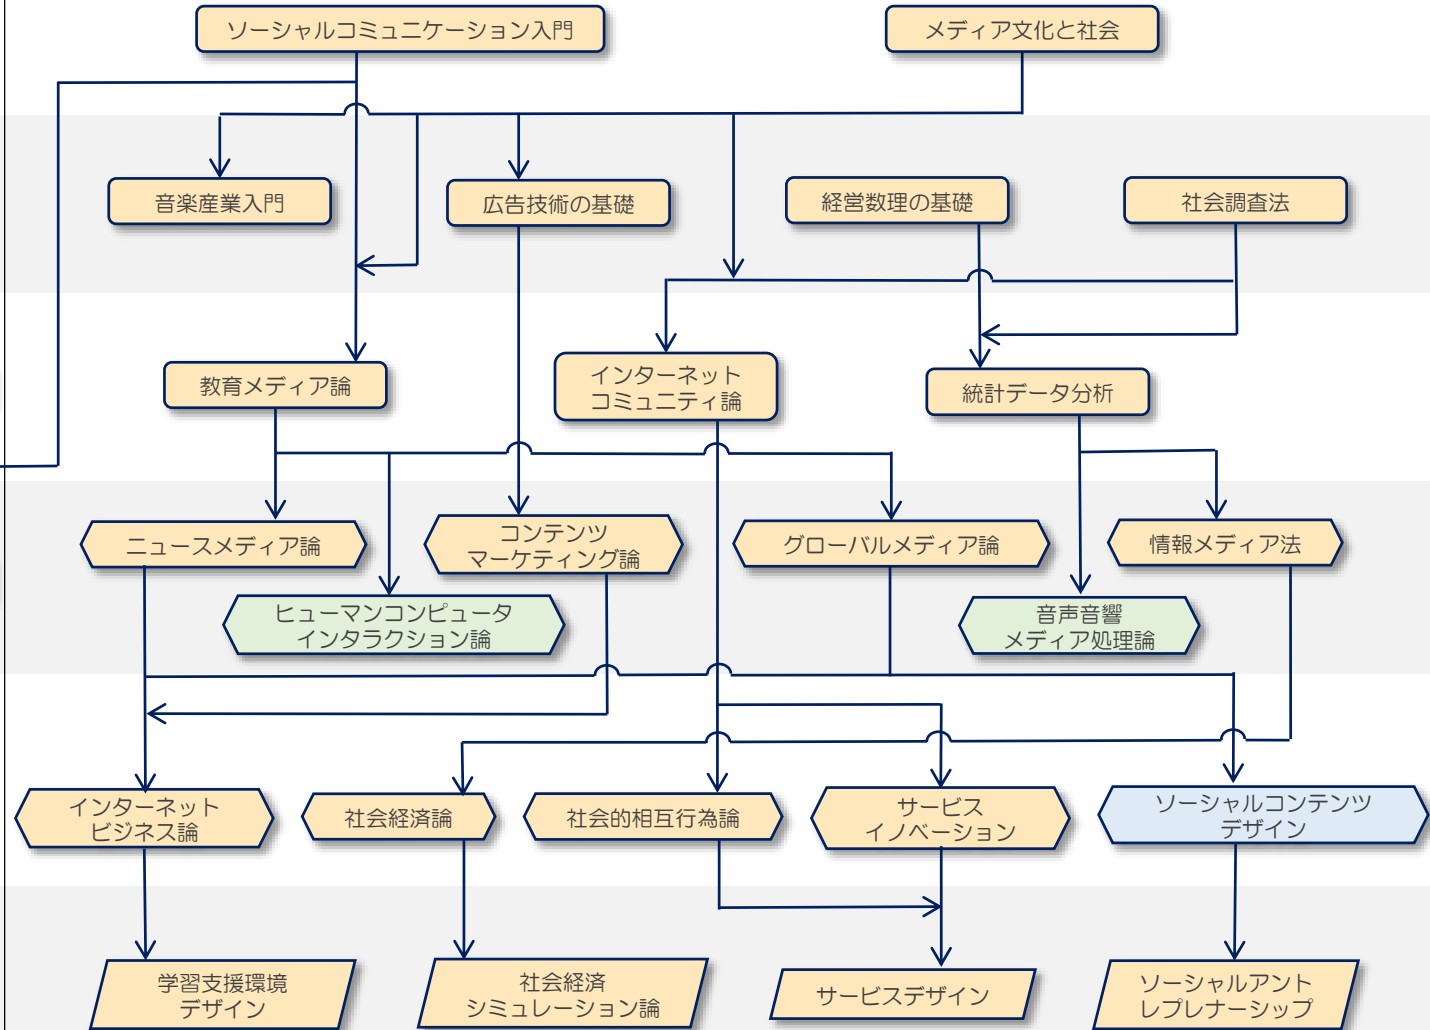 ソーシャルコミュニケーション入門
メディア文化と社会
音楽産業入門
広告技術の基礎
経営数理の基礎
社会調査法
教育メディア論
インターネット
コミュニティ論
統計データ分析
ニュースメディア論
コンテンツ
マーケティング論
グローバルメディア論
情報メディア法
ヒューマンコンピュータ
インタラクション論
音声音響
メディア処理論
インターネット
ビジネス論
社会経済論
社会的相互行為論
サービス
イノベーション
ソーシャルコンテンツ
デザイン
学習支援環境
デザイン
社会経済
シミュレーション論
サービスデザイン
ソーシャルアント
レプレナーシップ